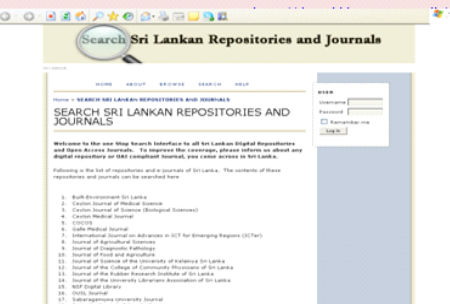 Search Sri Lankan Repositories and Journals
HOME ABOUT BROWSE SEARCH HELP
Home > SEARCH SRI LANKAN REPOSITORIES AND JOURNALS
SEARCH SRI LANKAN REPOSITORIES AND
JOURNALS
Welcome to the one Stop Search Interface to all Sri Lankan Digital Repositories
and Open Access Journals. To improve the coverage, please inform us about any
digital repository or OAI compliant Journal, you come across in Sri Lanka.
Following is the list of repositories and e-journals of Sri Lanka. The contents of these
repositories and journals can be searched here
1. Built-Environment Sri Lanka
2. Ceylon Journal of Medical Science
3. Ceylon Journal of Science (Biological Sciences)
4. Ceylon Medical Journal
5. COCOS
6. Galle Medical Journal
7. International Journal on Advances in ICT for Emerging Regions (ICTer)
8. Journal of Agricultural Sciences
9. Journal of Diagnostic Pathology
10. Journal of Food and Agriculture
11. Journal of Science of the University of Kelaniya Sri Lanka
12. Journal of the College of Community Physicians of Sri Lanka
13. Journal of the Rubber Research Institute of Sri Lanka
14. Journal of the University Librarians Association of Sri Lanka
15. NSF Digital Library
16. OUSL Journal
17. Sabaragamuwa University Journal
USER
Username
Password
Remember me
Log In